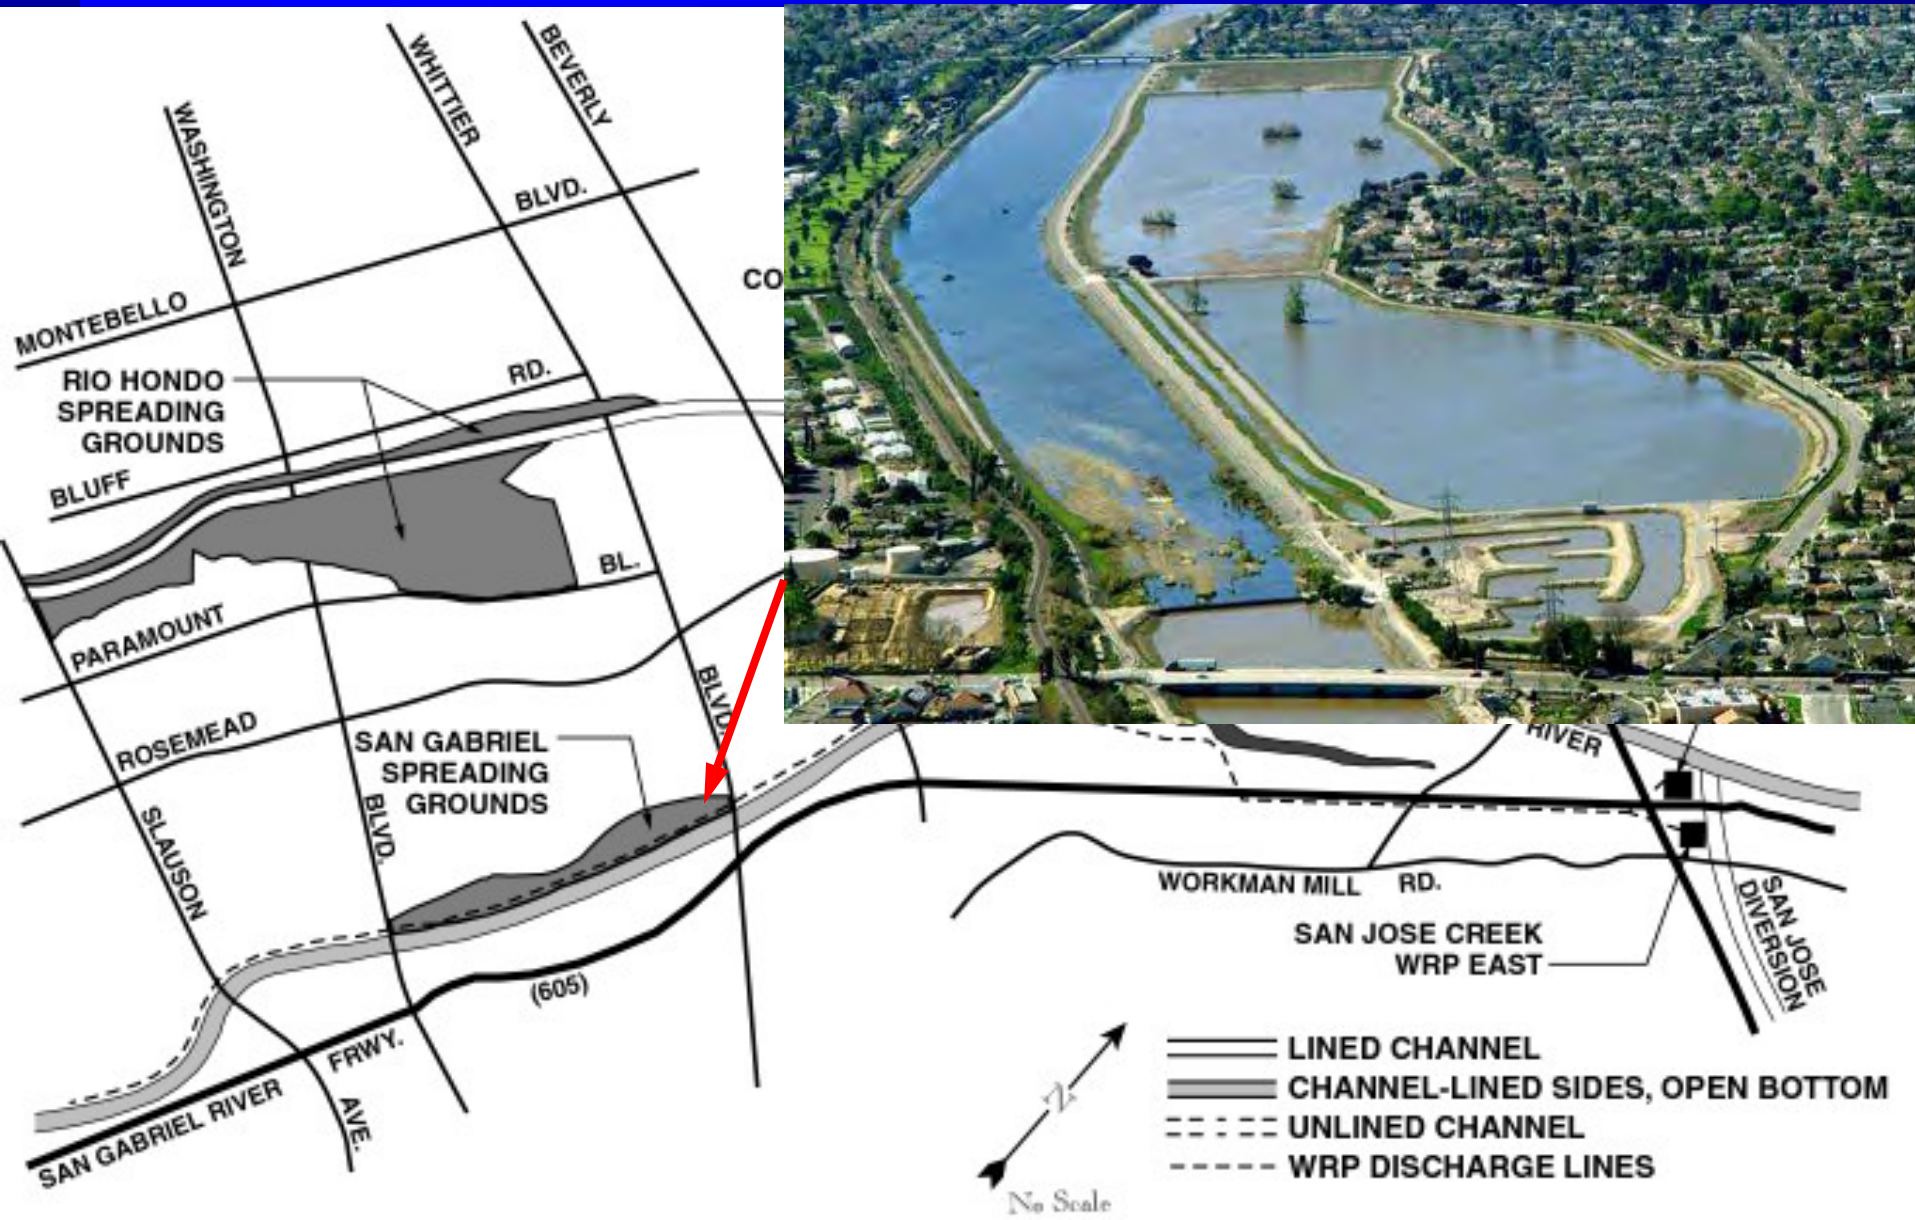 WASHINGTON
WHITTIER
BEVERLY
BLVD.
MONTEBELLO
CO
RIO HONDO
SPREADING
GROUNDS
RD.
BLUFF
BL.
PARAMOUNT
ROSEMEAD
BLVD.
SAN GABRIEL
SPREADING
GROUNDS
SLAUSON
BLVD.
RIVER
WORKMAN MILL RD.
SAN JOSE CREEK
WRP EAST
SAN JOSE
DIVERSION
(605)
SAN GABRIEL RIVER FRWY.
AVE.
N
No Scale
LINED CHANNEL
CHANNEL-LINED SIDES, OPEN BOTTOM
UNLINED CHANNEL
WRP DISCHARGE LINES